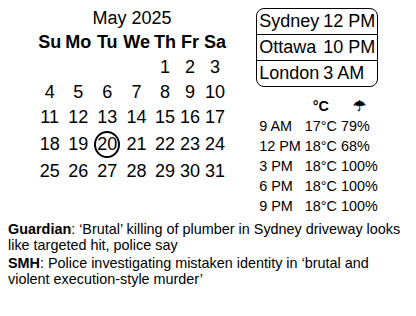 May 2025
Su Mo Tu We Th Fr Sa
1 2 3
4 5 6 7 8 9 10
11 12 13 14 15 16 17
18 19 20 21 22 23 24
25 26 27 28 29 30 31
Sydney 12 PM
Ottawa 10 PM
London 3 AM
°C ☂
9 AM 17°C 79%
12 PM 18°C 68%
3 PM 18°C 100%
6 PM 18°C 100%
9 PM 18°C 100%
Guardian: ‘Brutal’ killing of plumber in Sydney driveway looks
like targeted hit, police say
SMH: Police investigating mistaken identity in ‘brutal and
violent execution-style murder’